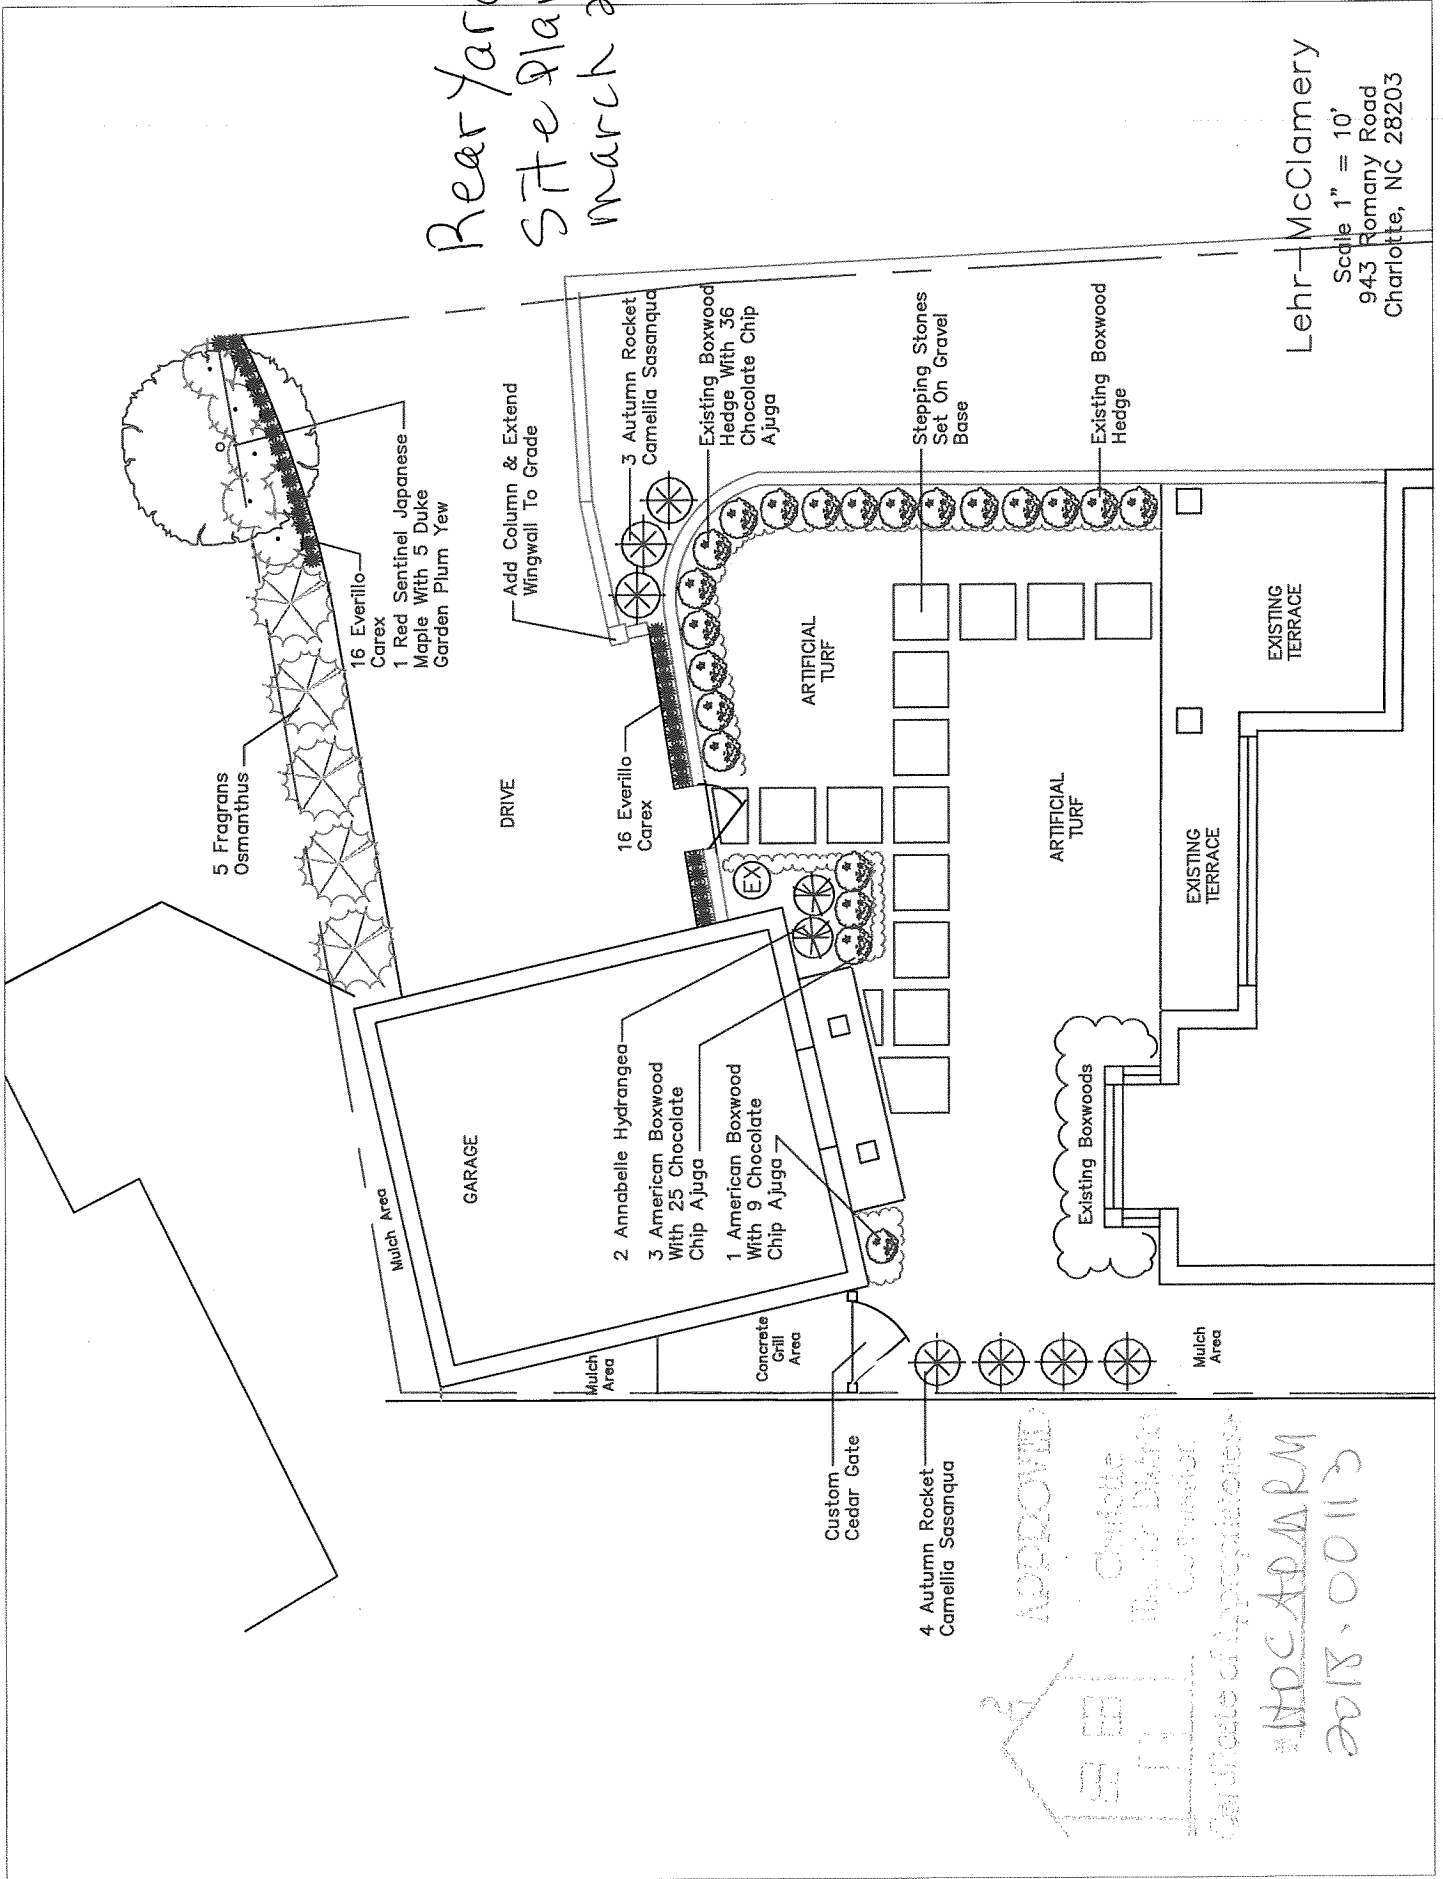 Rear Yard
Site Plan
March
16 Everillo
Carex
1 Red Sentinel Japanese
Maple With 5 Duke
Garden Plum Yew
5 Fragrans
Osmanthus
Add Column & Extend
Wingwall To Grade
3 Autumn Rocket
Camellia Sasanqua
Existing Boxwood
Hedge With 36
Chocolate Chip
Ajuga
DRIVE
16 Everillo
Carex
EX
ARTIFICIAL
TURF
Stepping Stones
Set On Gravel
Base
Existing Boxwood
Hedge
ARTIFICIAL
TURF
EXISTING
TERRACE
EXISTING
TERRACE
Mulch Area
GARAGE
2 Annabelle Hydrangea
3 American Boxwood
With 25 Chocolate
Chip Ajuga
1 American Boxwood
With 9 Chocolate
Chip Ajuga
Existing Boxwoods
Mulch
Area
Concrete
Grill
Area
Mulch
Area
Custom
Cedar Gate
4 Autumn Rocket
Camellia Sasanqua
Lehr-McClamery
Scale 1" = 10'
943 Romany Road
Charlotte, NC 28203
APPROVED
Charlotte
Historic District
Commission
Certificate of Appropriateness
# HDCADMRM
2018.00113